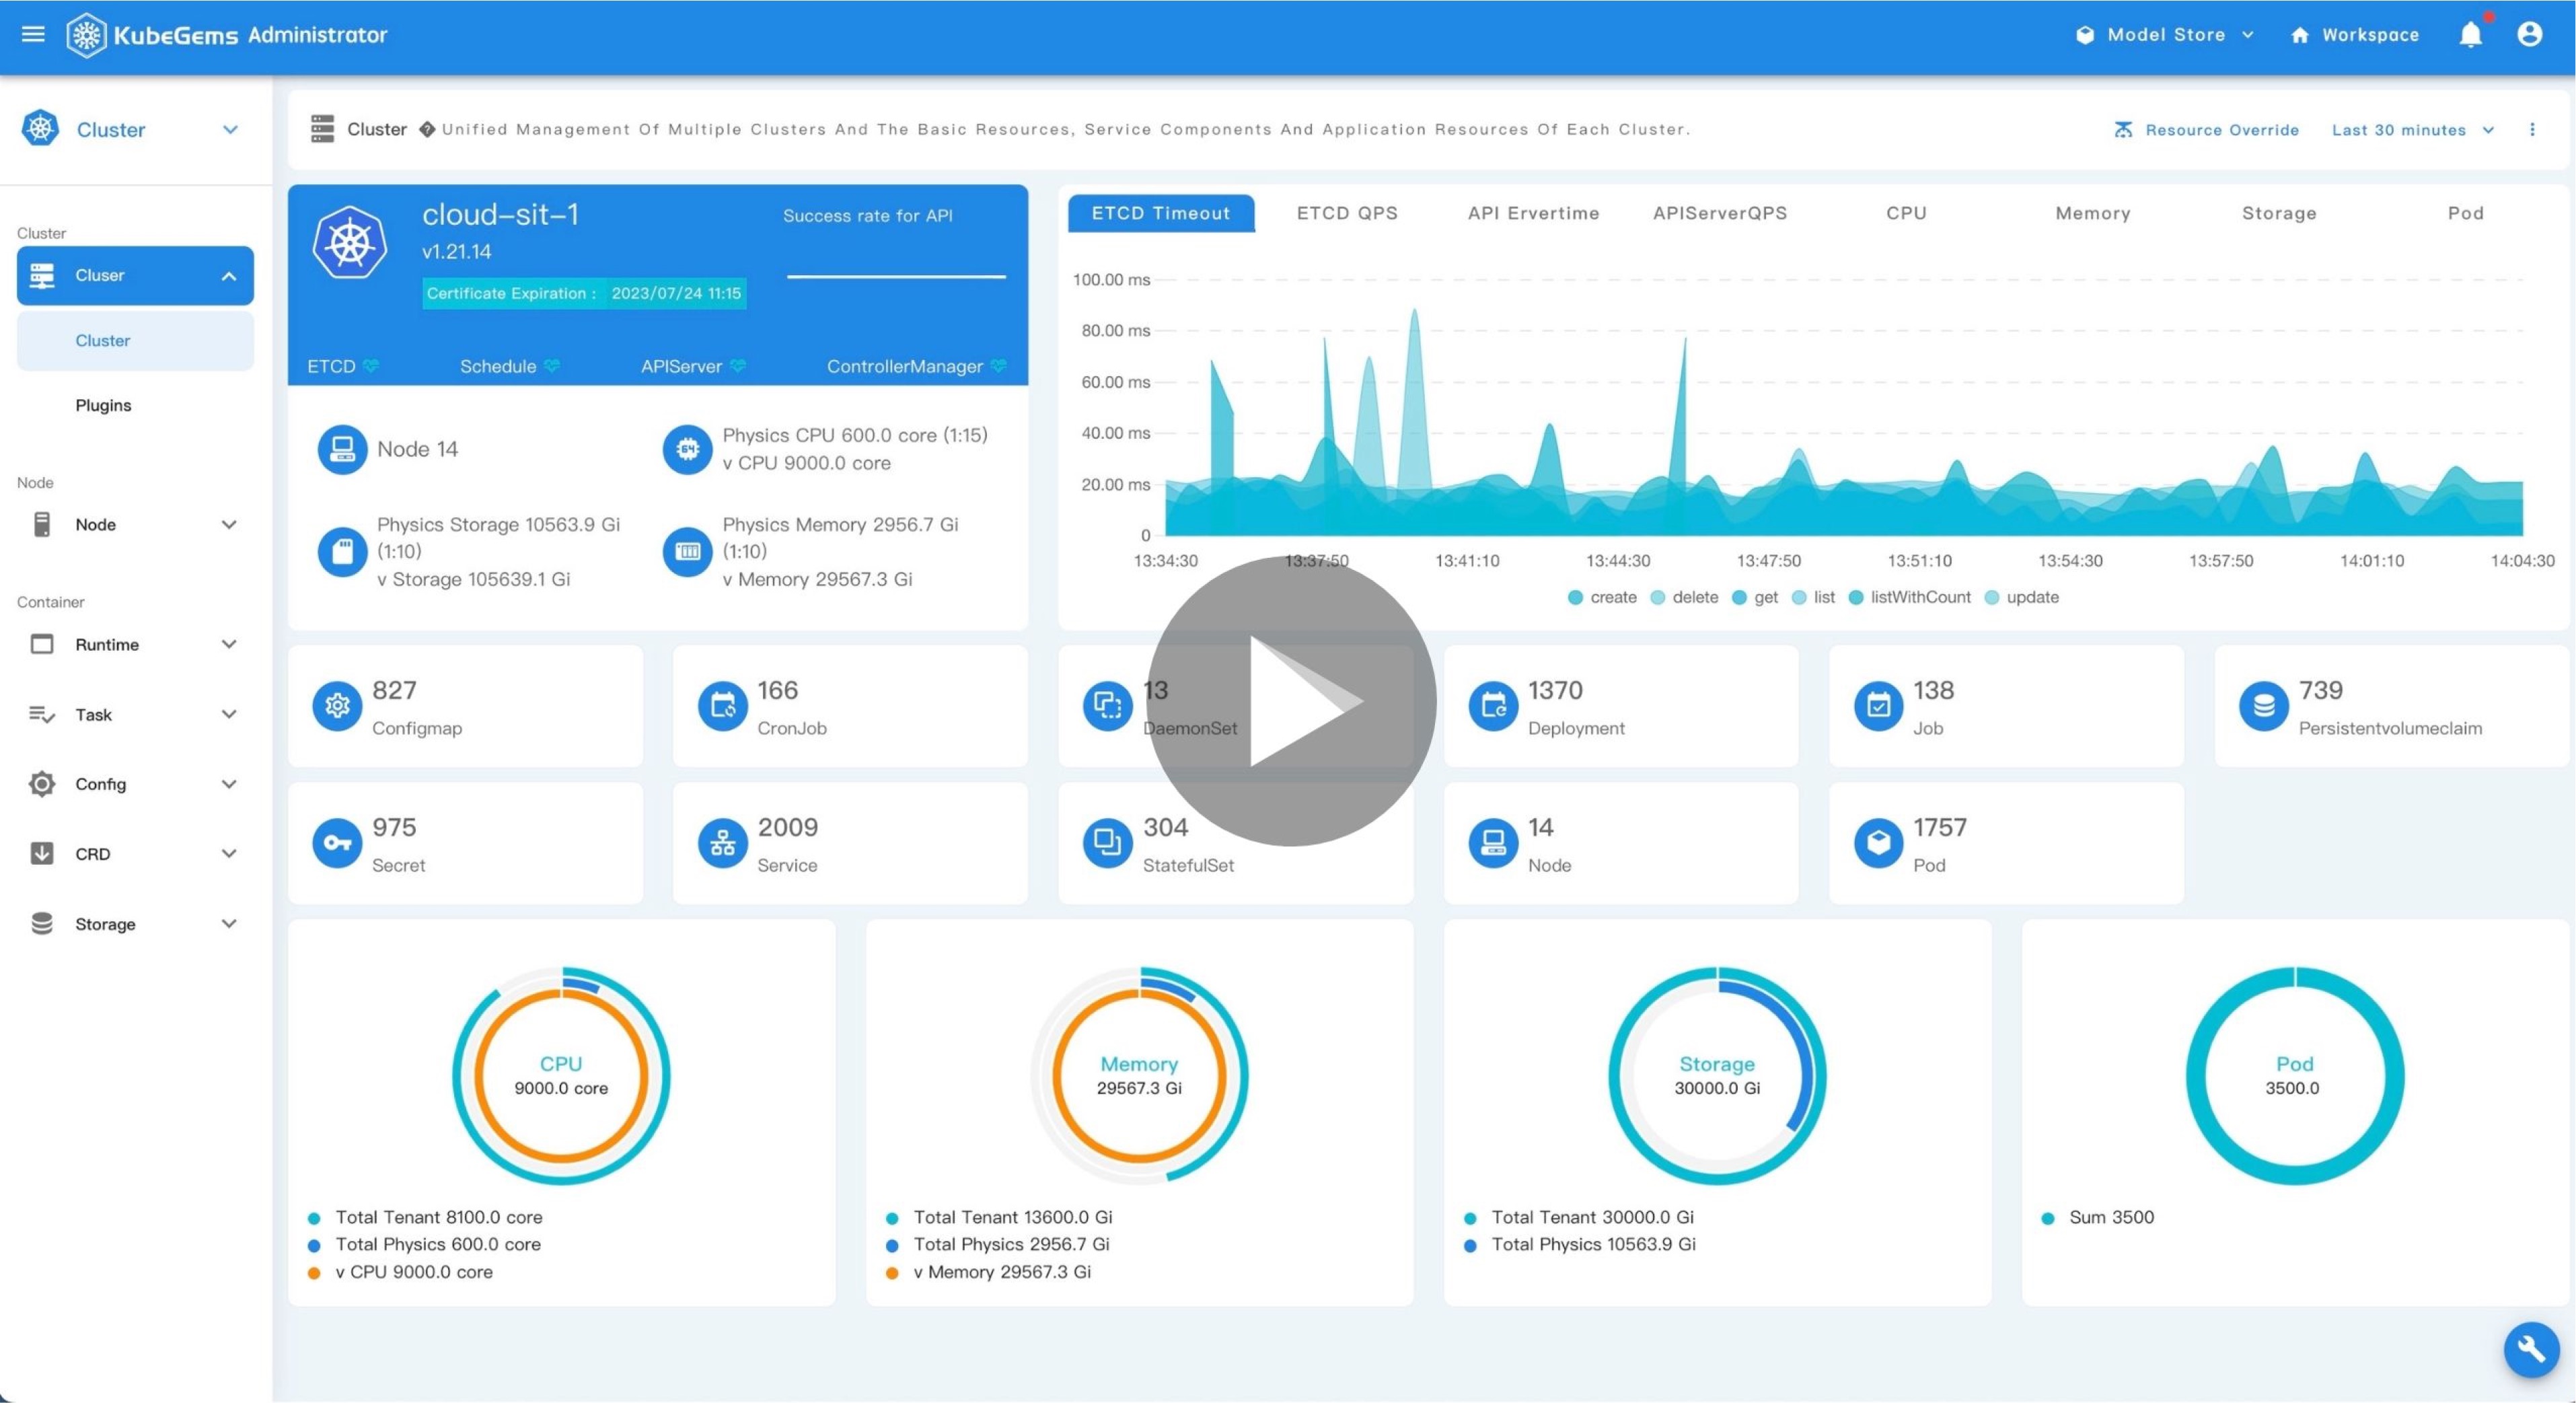 KubeGems Administrator
Model Store
Workspace
Cluster
Cluster
Cluser
Cluster
Plugins
Node
Node
Container
Runtime
Task
Config
CRD
Storage
Cluster ? Unified Management Of Multiple Clusters And The Basic Resources, Service Components And Application Resources Of Each Cluster.
Resource Override
Last 30 minutes
cloud-sit-1
v1.21.14
Certificate Expiration : 2023/07/24 11:15
Success rate for API
ETCD
Schedule
APIServer
ControllerManager
Node 14
Physics CPU 600.0 core (1:15)
v CPU 9000.0 core
Physics Storage 10563.9 Gi
(1:10)
v Storage 105639.1 Gi
Physics Memory 2956.7 Gi
(1:10)
v Memory 29567.3 Gi
ETCD Timeout
ETCD QPS
API Ervertime
APIServerQPS
CPU
Memory
Storage
Pod
100.00 ms
80.00 ms
60.00 ms
40.00 ms
20.00 ms
0
13:34:30
13:37:50
13:41:10
13:44:30
13:47:50
13:51:10
13:54:30
13:57:50
14:01:10
14:04:30
create
delete
get
list
listWithCount
update
827
Configmap
166
CronJob
13
DaemonSet
1370
Deployment
138
Job
739
Persistentvolumeclaim
975
Secret
2009
Service
304
StatefulSet
14
Node
1757
Pod
CPU
9000.0 core
Total Tenant 8100.0 core
Total Physics 600.0 core
v CPU 9000.0 core
Memory
29567.3 Gi
Total Tenant 13600.0 Gi
Total Physics 2956.7 Gi
v Memory 29567.3 Gi
Storage
30000.0 Gi
Total Tenant 30000.0 Gi
Total Physics 10563.9 Gi
Pod
3500.0
Sum 3500